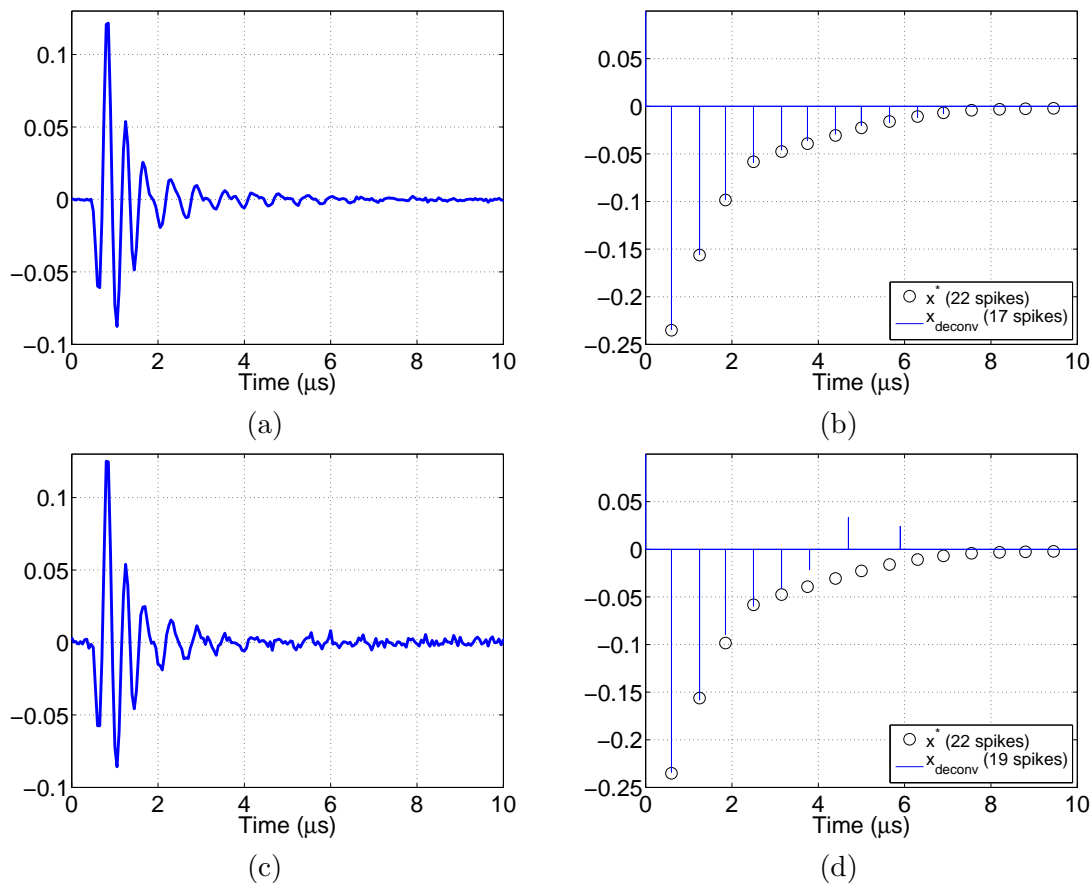 0.1
0.05
0
−0.05
−0.1
0 2 4 6 8 10
Time (μs)
(a)
0.05
0
−0.05
−0.1
−0.15
−0.2
−0.25
0 2 4 6 8 10
Time (μs)
x* (22 spikes)
x_deconv (17 spikes)
(b)
0.1
0.05
0
−0.05
−0.1
0 2 4 6 8 10
Time (μs)
(c)
0.05
0
−0.05
−0.1
−0.15
−0.2
−0.25
0 2 4 6 8 10
Time (μs)
x* (22 spikes)
x_deconv (19 spikes)
(d)